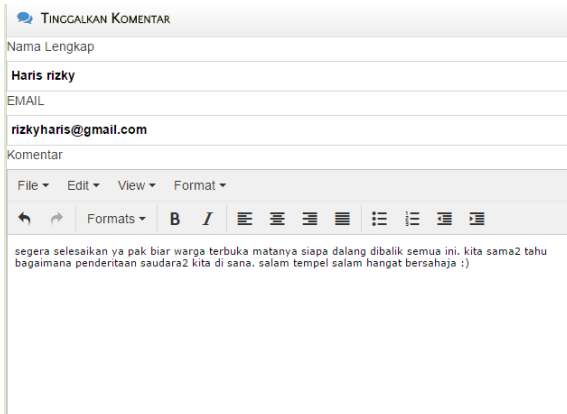 TINGGALKAN KOMENTAR
Nama Lengkap
Haris rizky
EMAIL
rizkyharis@gmail.com
Komentar
File Edit View Format
Formats B I
segera selesaikan ya pak biar warga terbuka matanya siapa dalang dibalik semua ini. kita sama2 tahu
bagaimana penderitaan saudara2 kita di sana. salam tempel salam hangat bersahaja :)